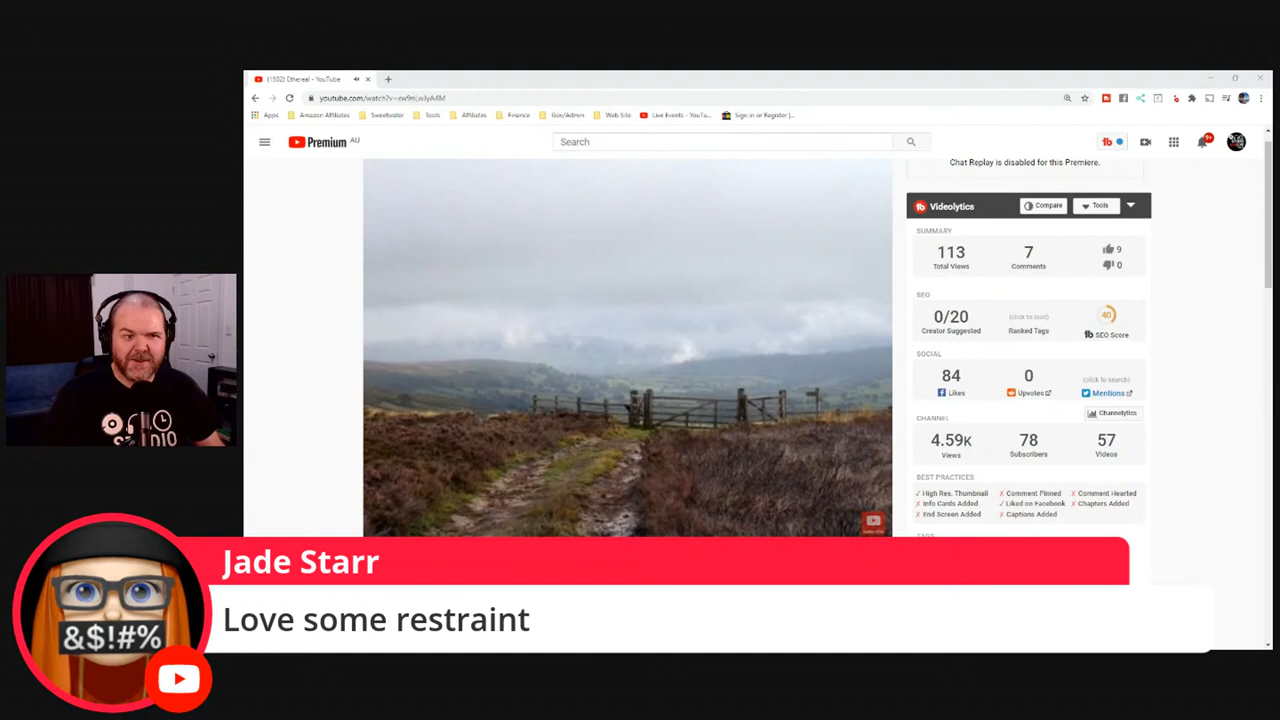 (1502) Ethereal - YouTube
Apps Amazon Affiliates Sweetwater Tools Affiliates Finance Gov/Admin Web Site Live Events - YouTu... Sign in or Register |...
Premium AU
Search
9+
Chat Replay is disabled for this Premiere.
Videolytics Compare Tools
SUMMARY
113 7 9
Total Views Comments 0
SEO
0/20 (click to load) 40
Creator Suggested Ranked Tags SEO Score
SOCIAL
84 0 (click to search)
Likes Upvotes Mentions
CHANNEL Channelytics
4.59K 78 57
Views Subscribers Videos
BEST PRACTICES
✓ High Res. Thumbnail ✗ Comment Pinned ✗ Comment Hearted
✗ Info Cards Added ✓ Liked on Facebook ✗ Chapters Added
✗ End Screen Added ✗ Captions Added
TAGS
Jade Starr
Love some restraint
&$!#%